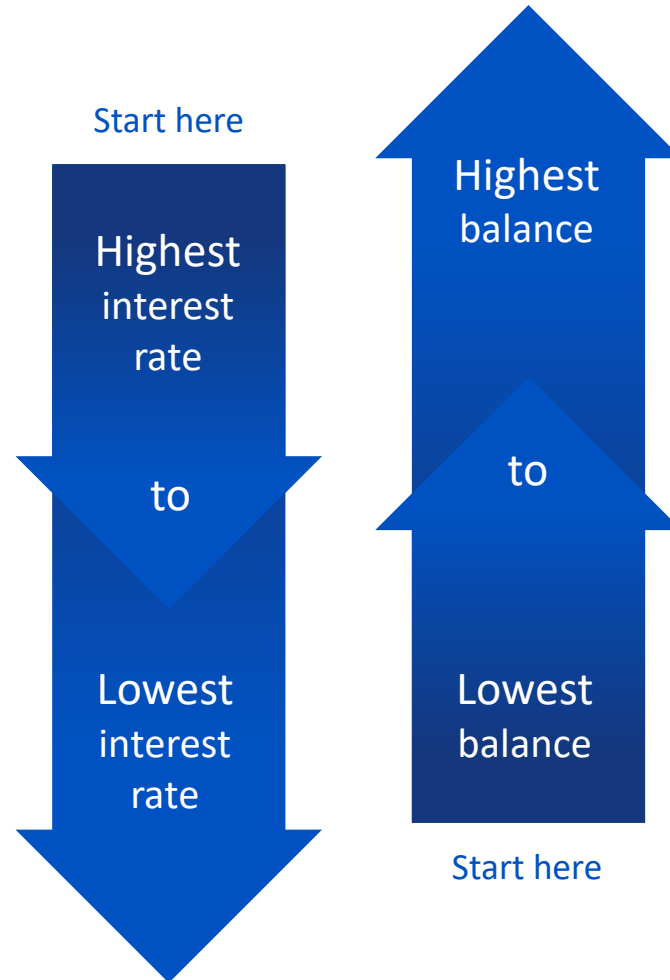 Start here
Highest
interest
rate
to
Lowest
interest
rate
Highest
balance
to
Lowest
balance
Start here